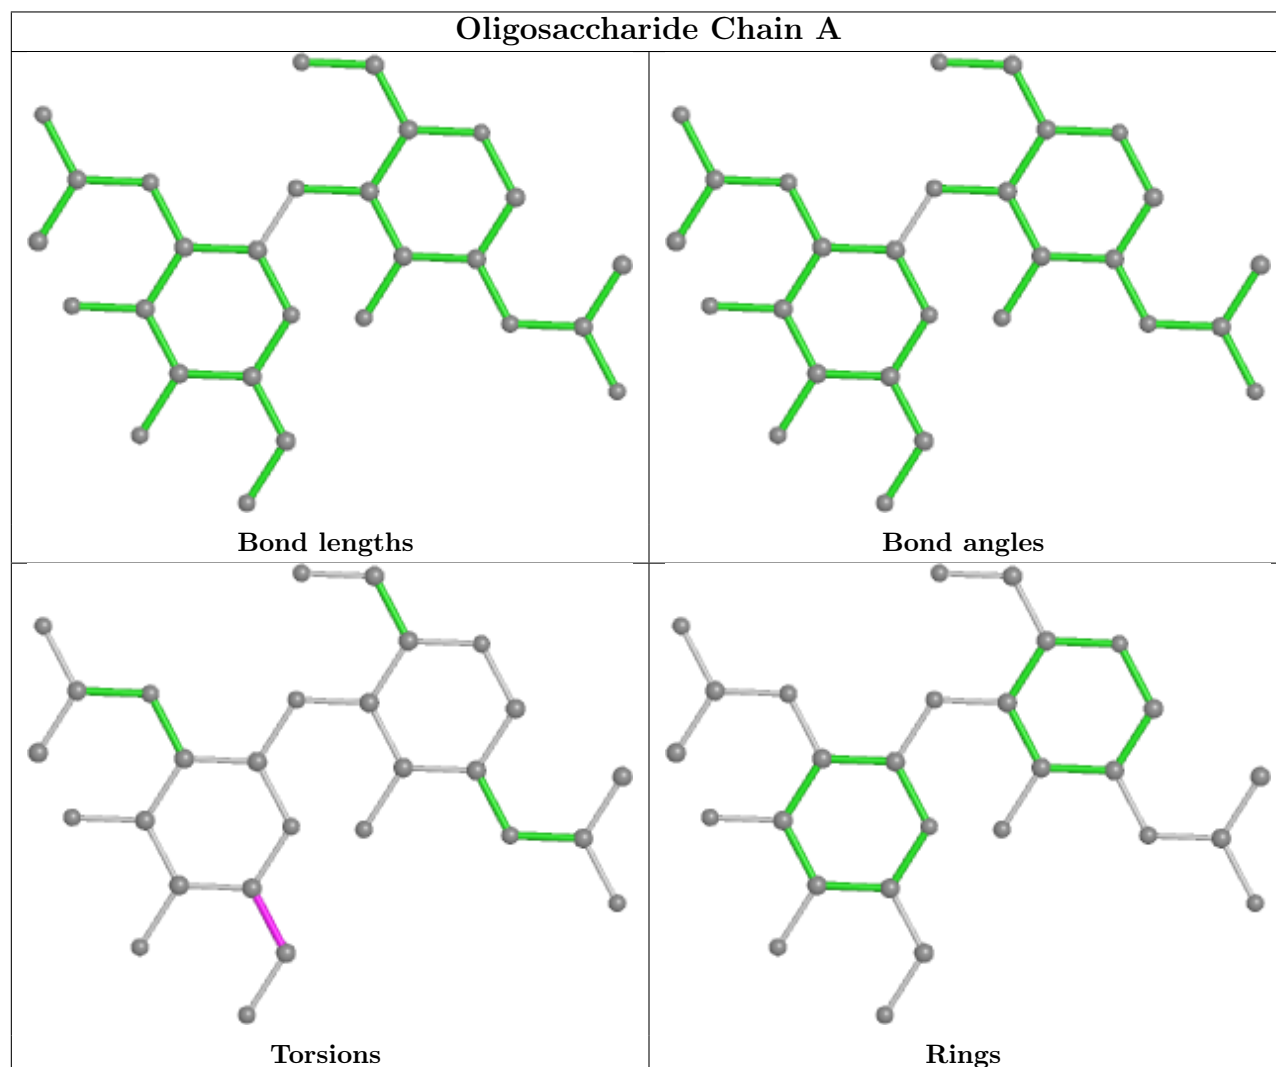 Oligosaccharide Chain A
Bond lengths
Bond angles
Torsions
Rings